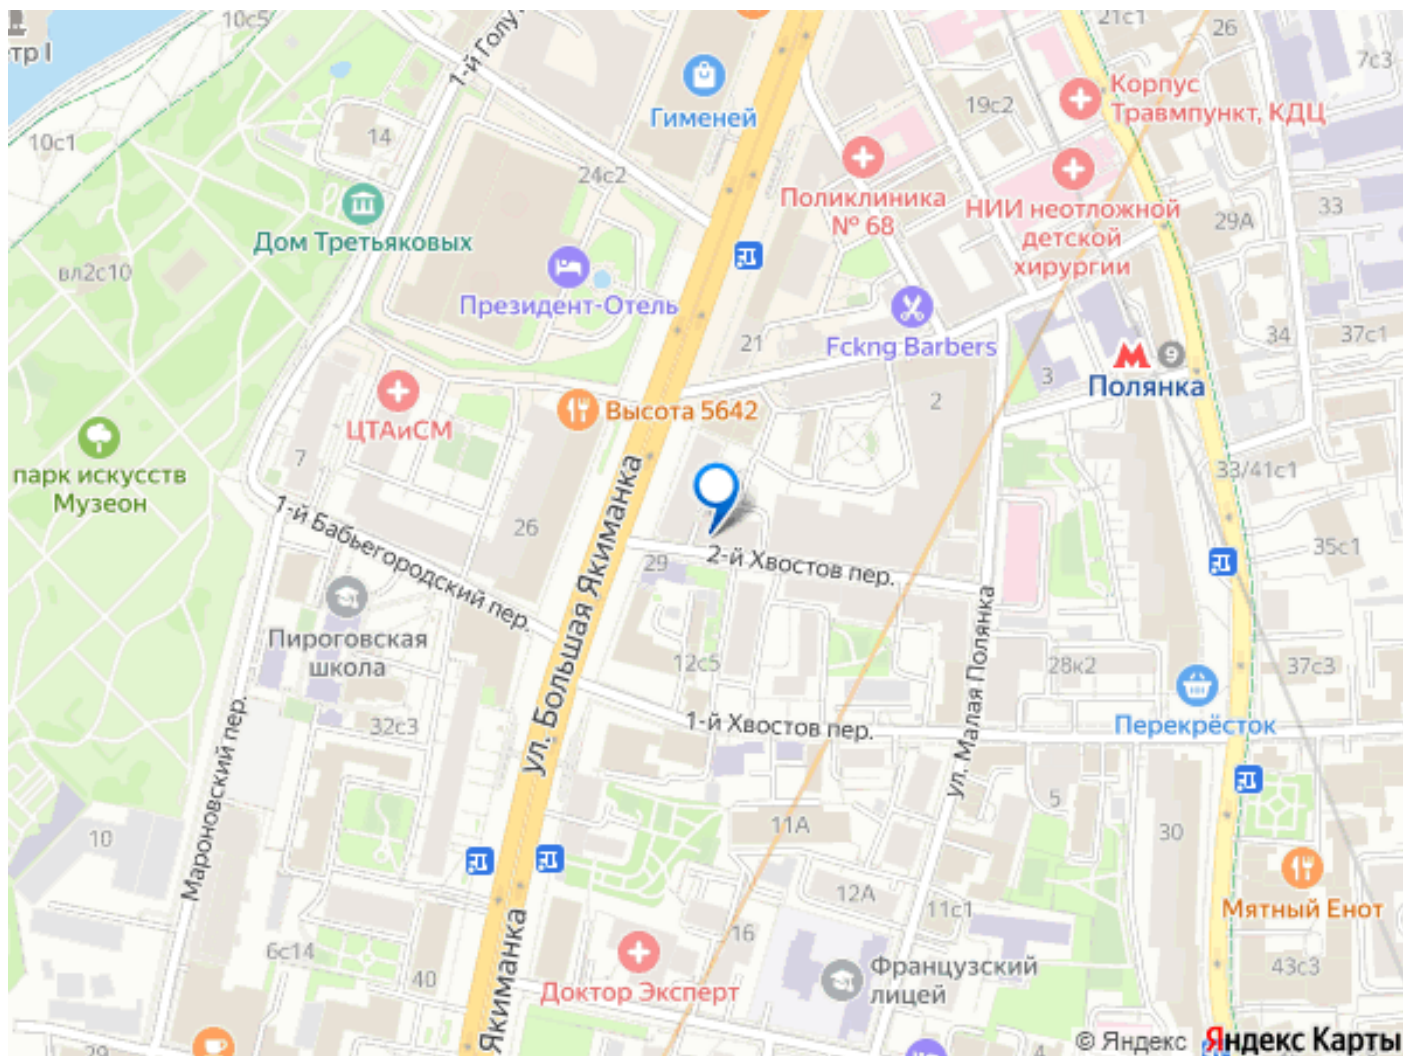 10с5
тр I
1-й Голу
21с1
26
7с3
Гименей
19с2
Корпус
Травмпункт, КДЦ
10с1
14
24с2
Поликлиника
№ 68
НИИ неотложной
детской
хирургии
29А
33
Дом Третьяковых
вл2с10
Президент-Отель
21
Fckng Barbers
34
37с1
3
9
Полянка
ЦТАиСМ
Высота 5642
2
парк искусств
Музеон
7
33/41с1
1-й Бабьегородский пер.
26
ул. Большая Якиманка
29
2-й Хвостов пер.
35с1
Пироговская
школа
12с5
ул. Малая Полянка
28к2
37с3
Перекрёсток
32с3
1-й Хвостов пер.
Мароновский пер.
10
11А
5
30
12А
11с1
Мятный Енот
6с14
40
Якиманка
16
Доктор Эксперт
Французский
лицей
43с3
29
© Яндекс Яндекс Карты